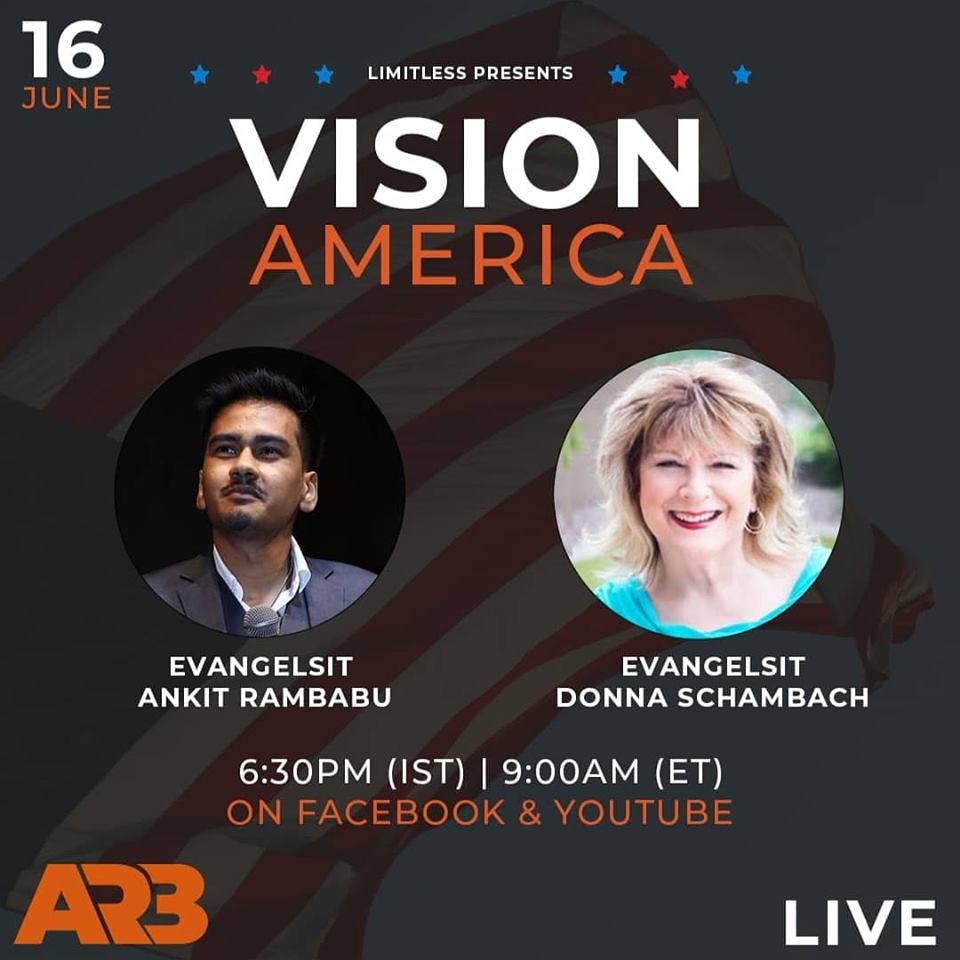 16
JUNE
LIMITLESS PRESENTS
VISION
AMERICA
EVANGELSIT
ANKIT RAMBABU
EVANGELSIT
DONNA SCHAMBACH
6:30PM (IST) | 9:00AM (ET)
ON FACEBOOK & YOUTUBE
ARB
LIVE